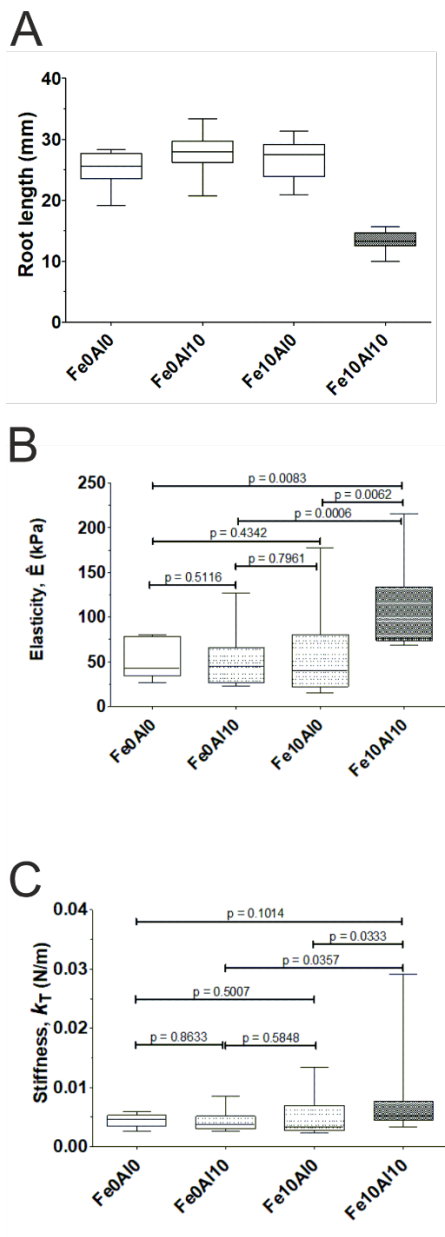 A
40
30
20
10
0
Root length (mm)
Fe0Al0
Fe0Al10
Fe10Al0
Fe10Al10
B
250
200
150
100
50
0
Elasticity, Ê (kPa)
p = 0.0083
p = 0.0062
p = 0.0006
p = 0.4342
p = 0.7961
p = 0.5116
Fe0Al0
Fe0Al10
Fe10Al0
Fe10Al10
C
0.04
0.03
0.02
0.01
0.00
Stiffness, kT (N/m)
p = 0.1014
p = 0.0333
p = 0.0357
p = 0.5007
p = 0.8633
p = 0.5848
Fe0Al0
Fe0Al10
Fe10Al0
Fe10Al10